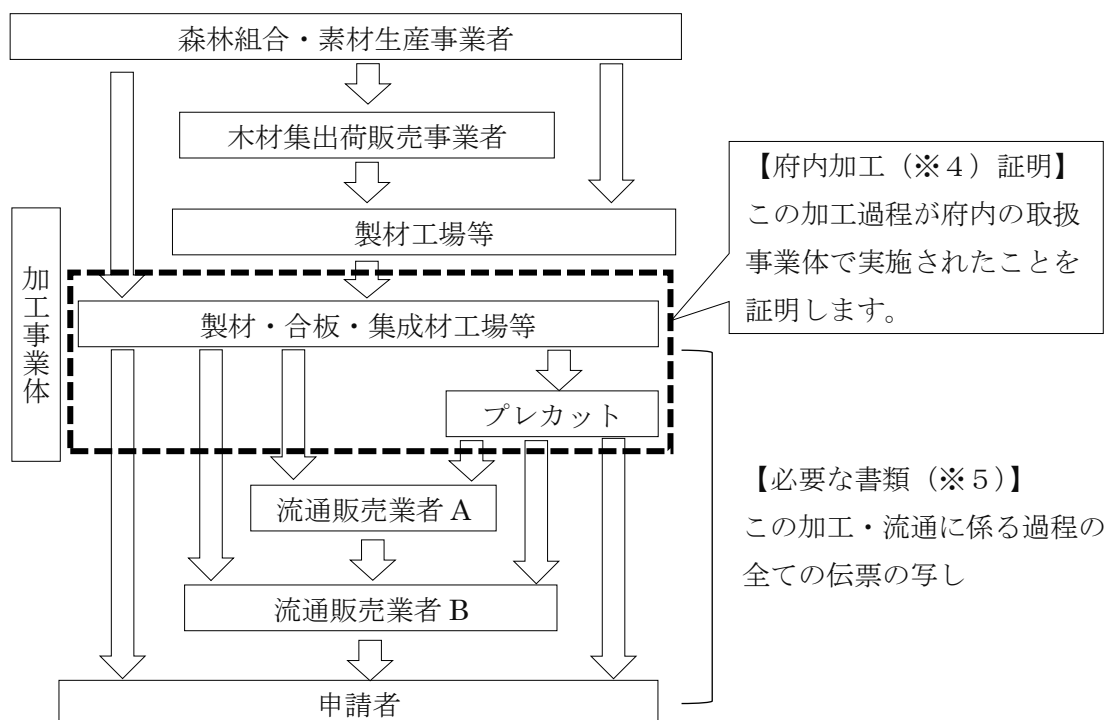 森林組合・素材生産事業者
木材集出荷販売事業者
製材工場等
加工事業体
製材・合板・集成材工場等
プレカット
流通販売業者 A
流通販売業者 B
申請者
【府内加工（※４）証明】
この加工過程が府内の取扱
事業体で実施されたことを
証明します。
【必要な書類（※５）】
この加工・流通に係る過程の
全ての伝票の写し